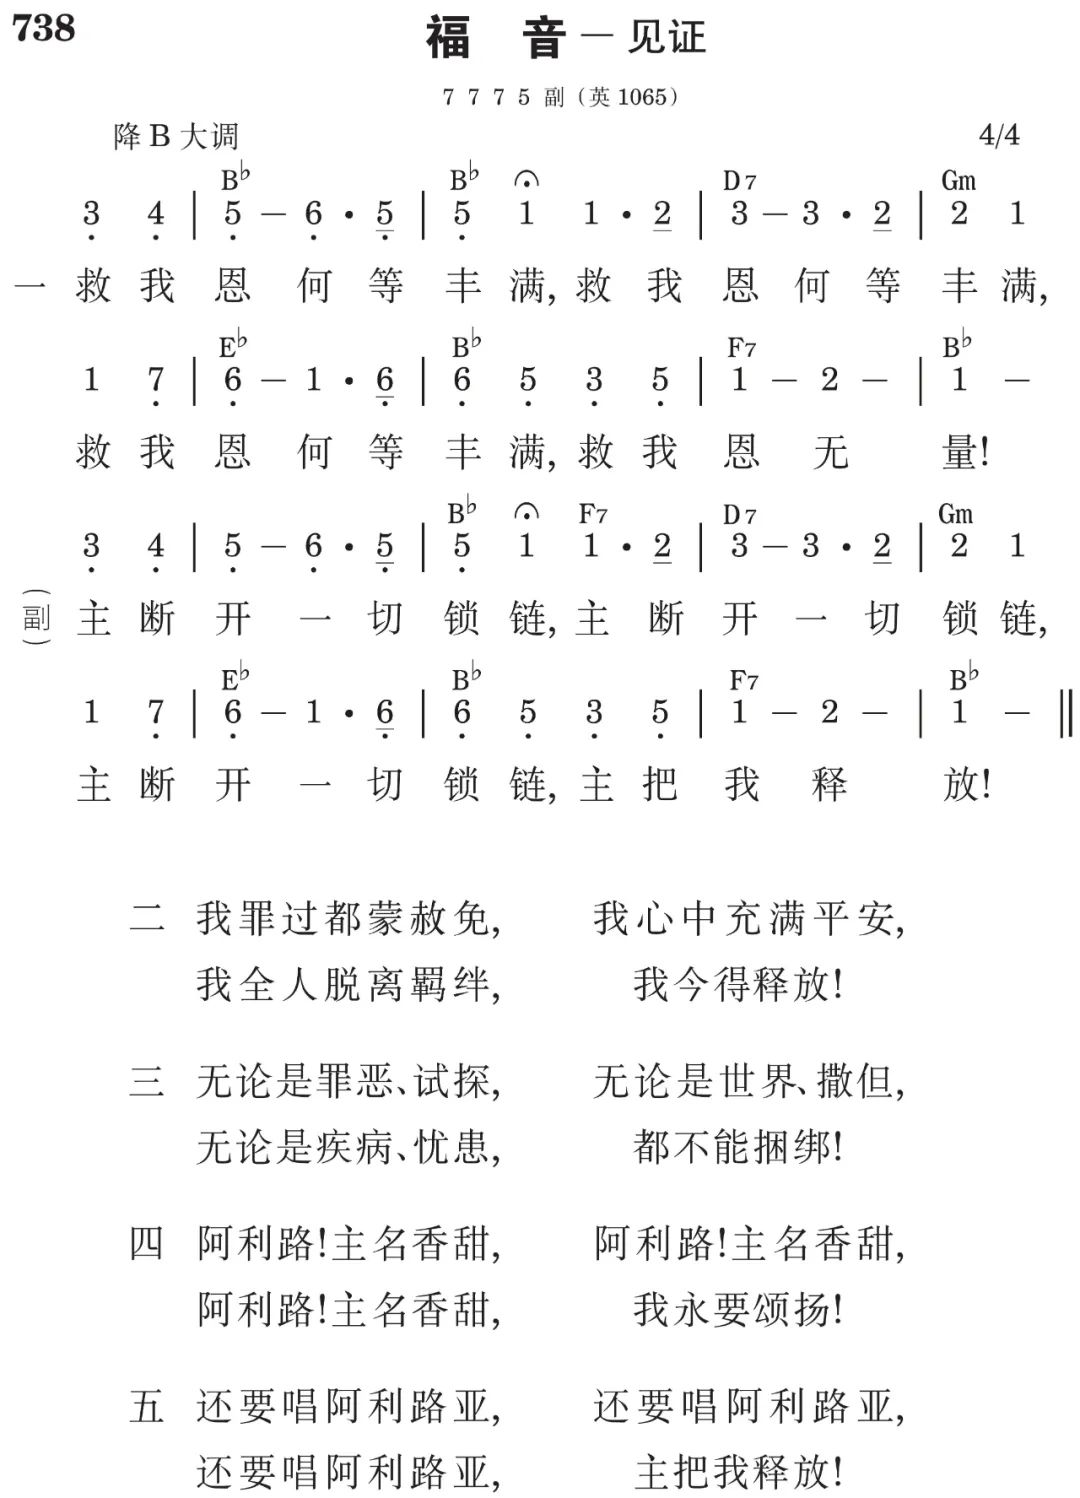 738
福 音－见证
7 7 7 5 副（英1065）
降B大调 4/4
B♭ B♭ D7 Gm
3 4 | 5 － 6 · 5 | 5 1 1 · 2 | 3 － 3 · 2 | 2 1
一 救 我 恩 何 等 丰 满, 救 我 恩 何 等 丰 满,
E♭ B♭ F7 B♭
1 7 | 6 － 1 · 6 | 6 5 3 5 | 1 － 2 － | 1 －
救 我 恩 何 等 丰 满, 救 我 恩 无 量!
B♭ F7 D7 Gm
3 4 | 5 － 6 · 5 | 5 1 1 · 2 | 3 － 3 · 2 | 2 1
（副） 主 断 开 一 切 锁 链, 主 断 开 一 切 锁 链,
E♭ B♭ F7 B♭
1 7 | 6 － 1 · 6 | 6 5 3 5 | 1 － 2 － | 1 － ‖
主 断 开 一 切 锁 链, 主 把 我 释 放!
二 我罪过都蒙赦免, 我心中充满平安,
我全人脱离羁绊, 我今得释放!
三 无论是罪恶、试探, 无论是世界、撒但,
无论是疾病、忧患, 都不能捆绑!
四 阿利路!主名香甜, 阿利路!主名香甜,
阿利路!主名香甜, 我永要颂扬!
五 还要唱阿利路亚, 还要唱阿利路亚,
还要唱阿利路亚, 主把我释放!